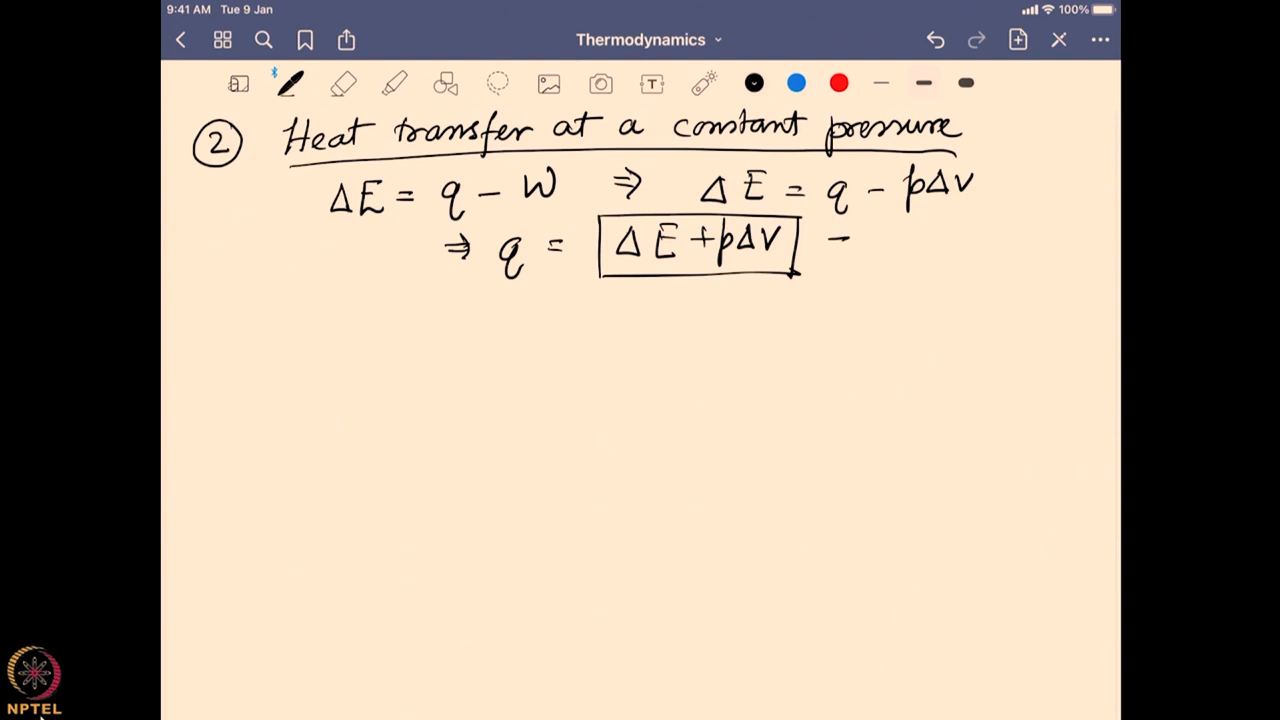 9:41 AM Tue 9 Jan 100%
Thermodynamics
T
② Heat transfer at a constant pressure
ΔE = q - W ⇒ ΔE = q - pΔV
⇒ q = ΔE + pΔV -
NPTEL